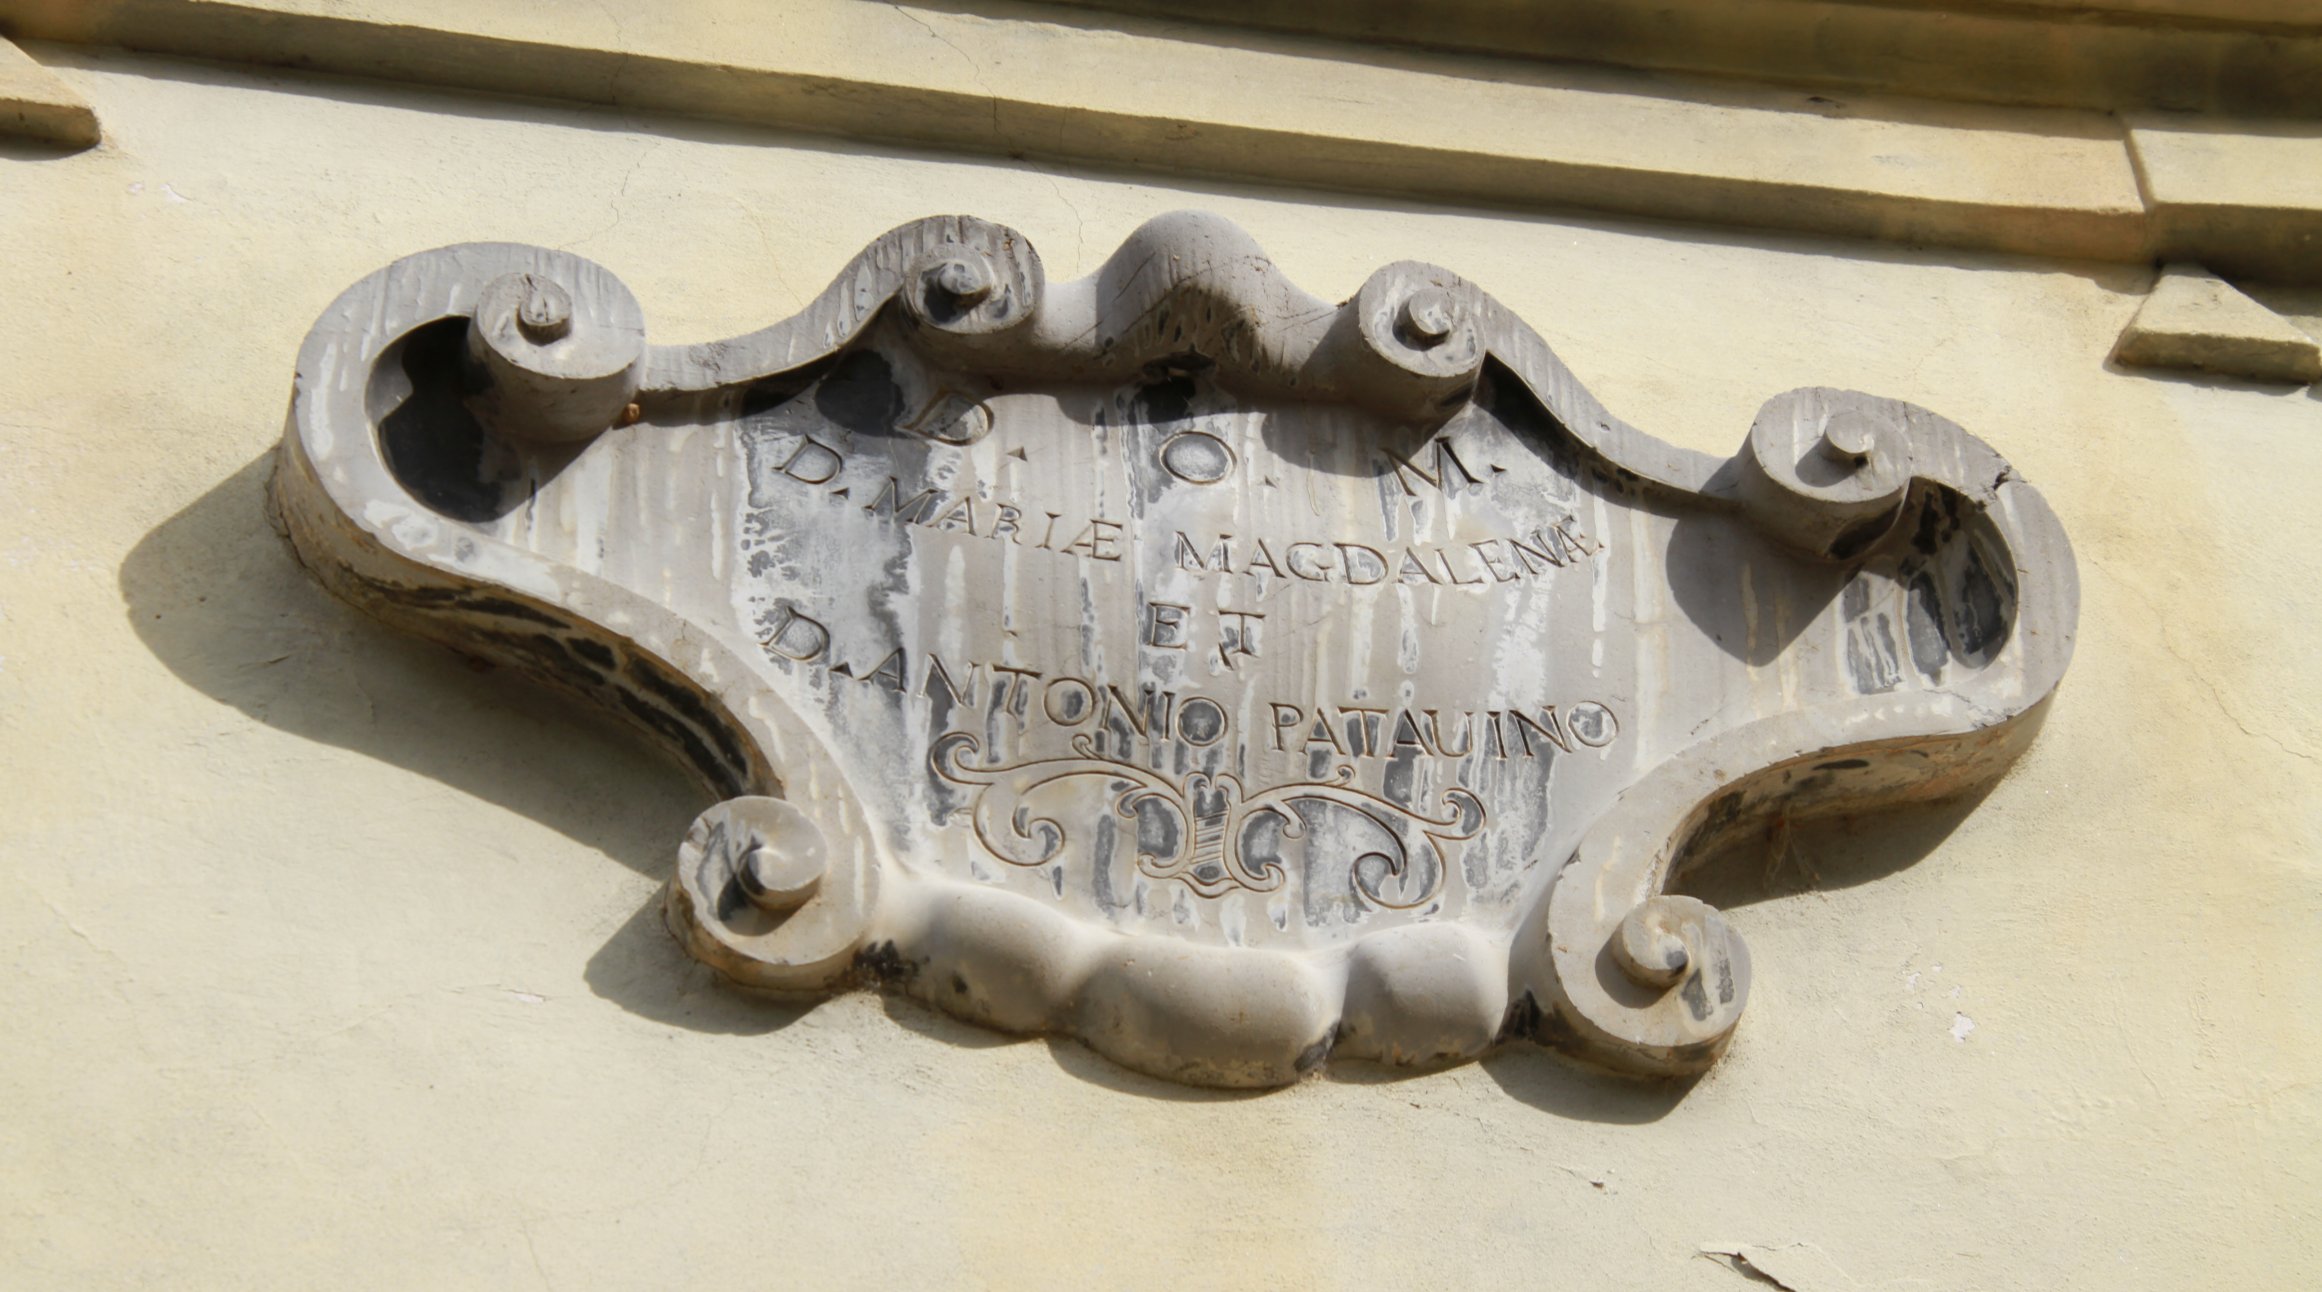 D. O. M.
D. MARIÆ MAGDALENÆ.
ET
D. ANTONIO PATAUINO